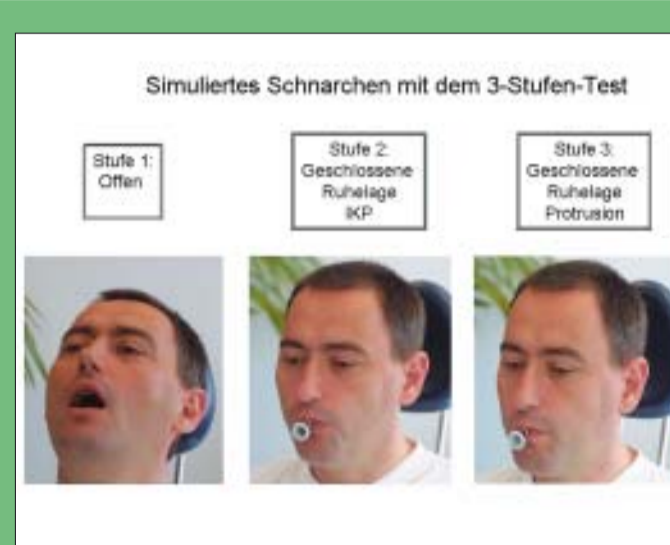 Simuliertes Schnarchen mit dem 3-Stufen-Test
Stufe 1:
Offen
Stufe 2:
Geschlossene
Ruhelage
IKP
Stufe 3:
Geschlossene
Ruhelage
Protrusion